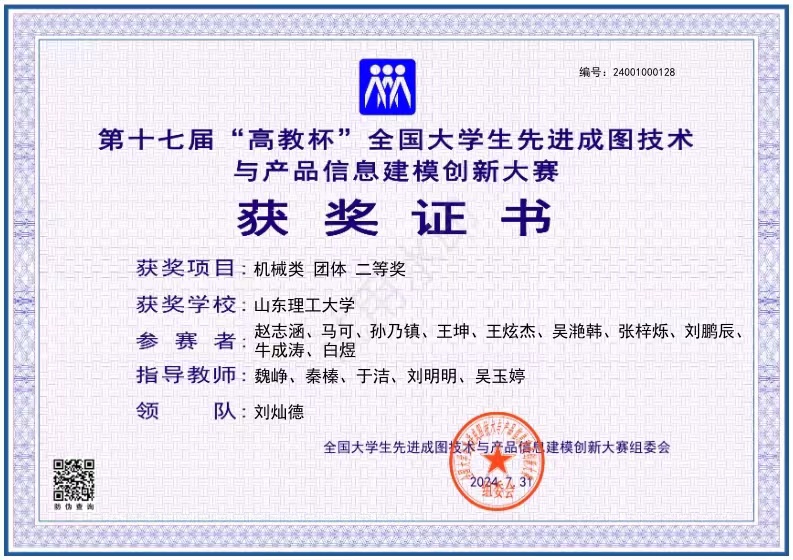 编号：24001000128
第十七届“高教杯”全国大学生先进成图技术
与产品信息建模创新大赛
获奖证书
获奖项目：机械类 团体 二等奖
获奖学校：山东理工大学
参赛者：赵志涵、马可、孙乃镇、王坤、王炫杰、吴滟韩、张梓烁、刘鹏辰、
牛成涛、白煜
指导教师：魏峥、秦榛、于洁、刘明明、吴玉婷
领队：刘灿德
全国大学生先进成图技术与产品信息建模创新大赛组委会
2024.7.31
组委会
防伪查询